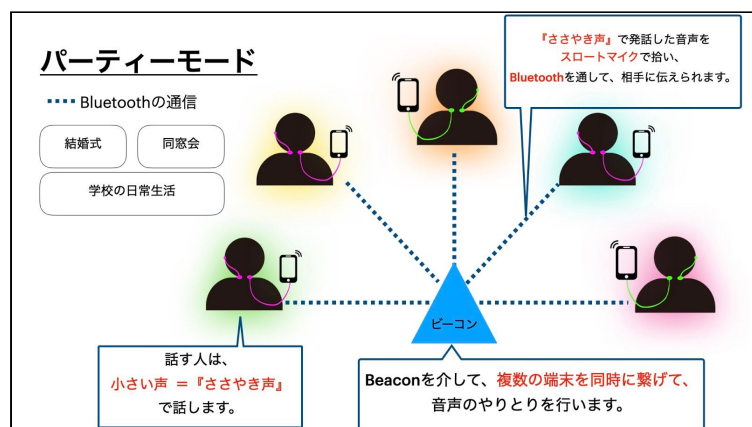 パーティーモード
Bluetoothの通信
結婚式
同窓会
学校の日常生活
『ささやき声』で発話した音声を
スロートマイクで拾い、
Bluetoothを通して、相手に伝えられます。
ビーコン
話す人は、
小さい声 ＝『ささやき声』
で話します。
Beaconを介して、複数の端末を同時に繋げて、
音声のやりとりを行います。